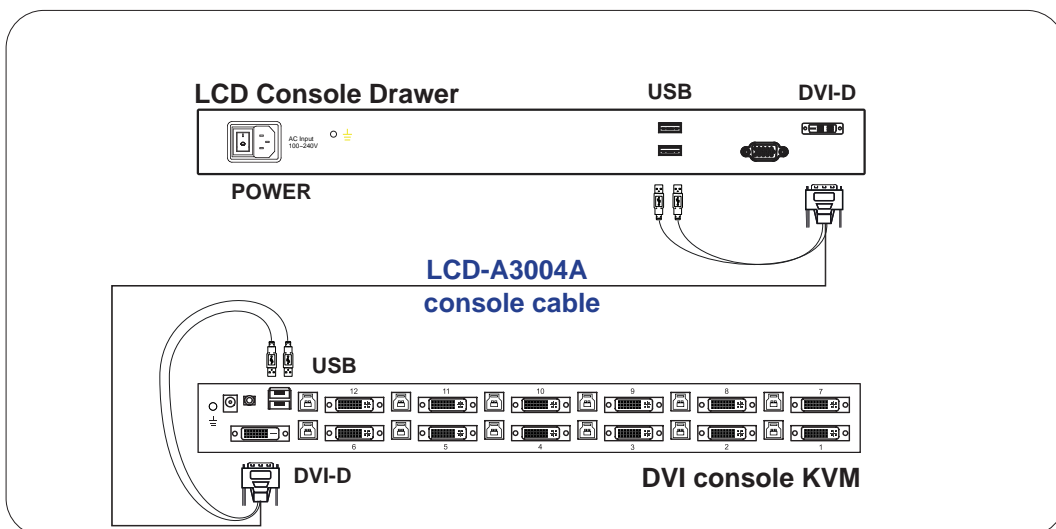 LCD Console Drawer
USB
DVI-D
AC Input
100~240V
POWER
LCD-A3004A
console cable
USB
12 11 10 9 8 7
6 5 4 3 2 1
DVI-D
DVI console KVM